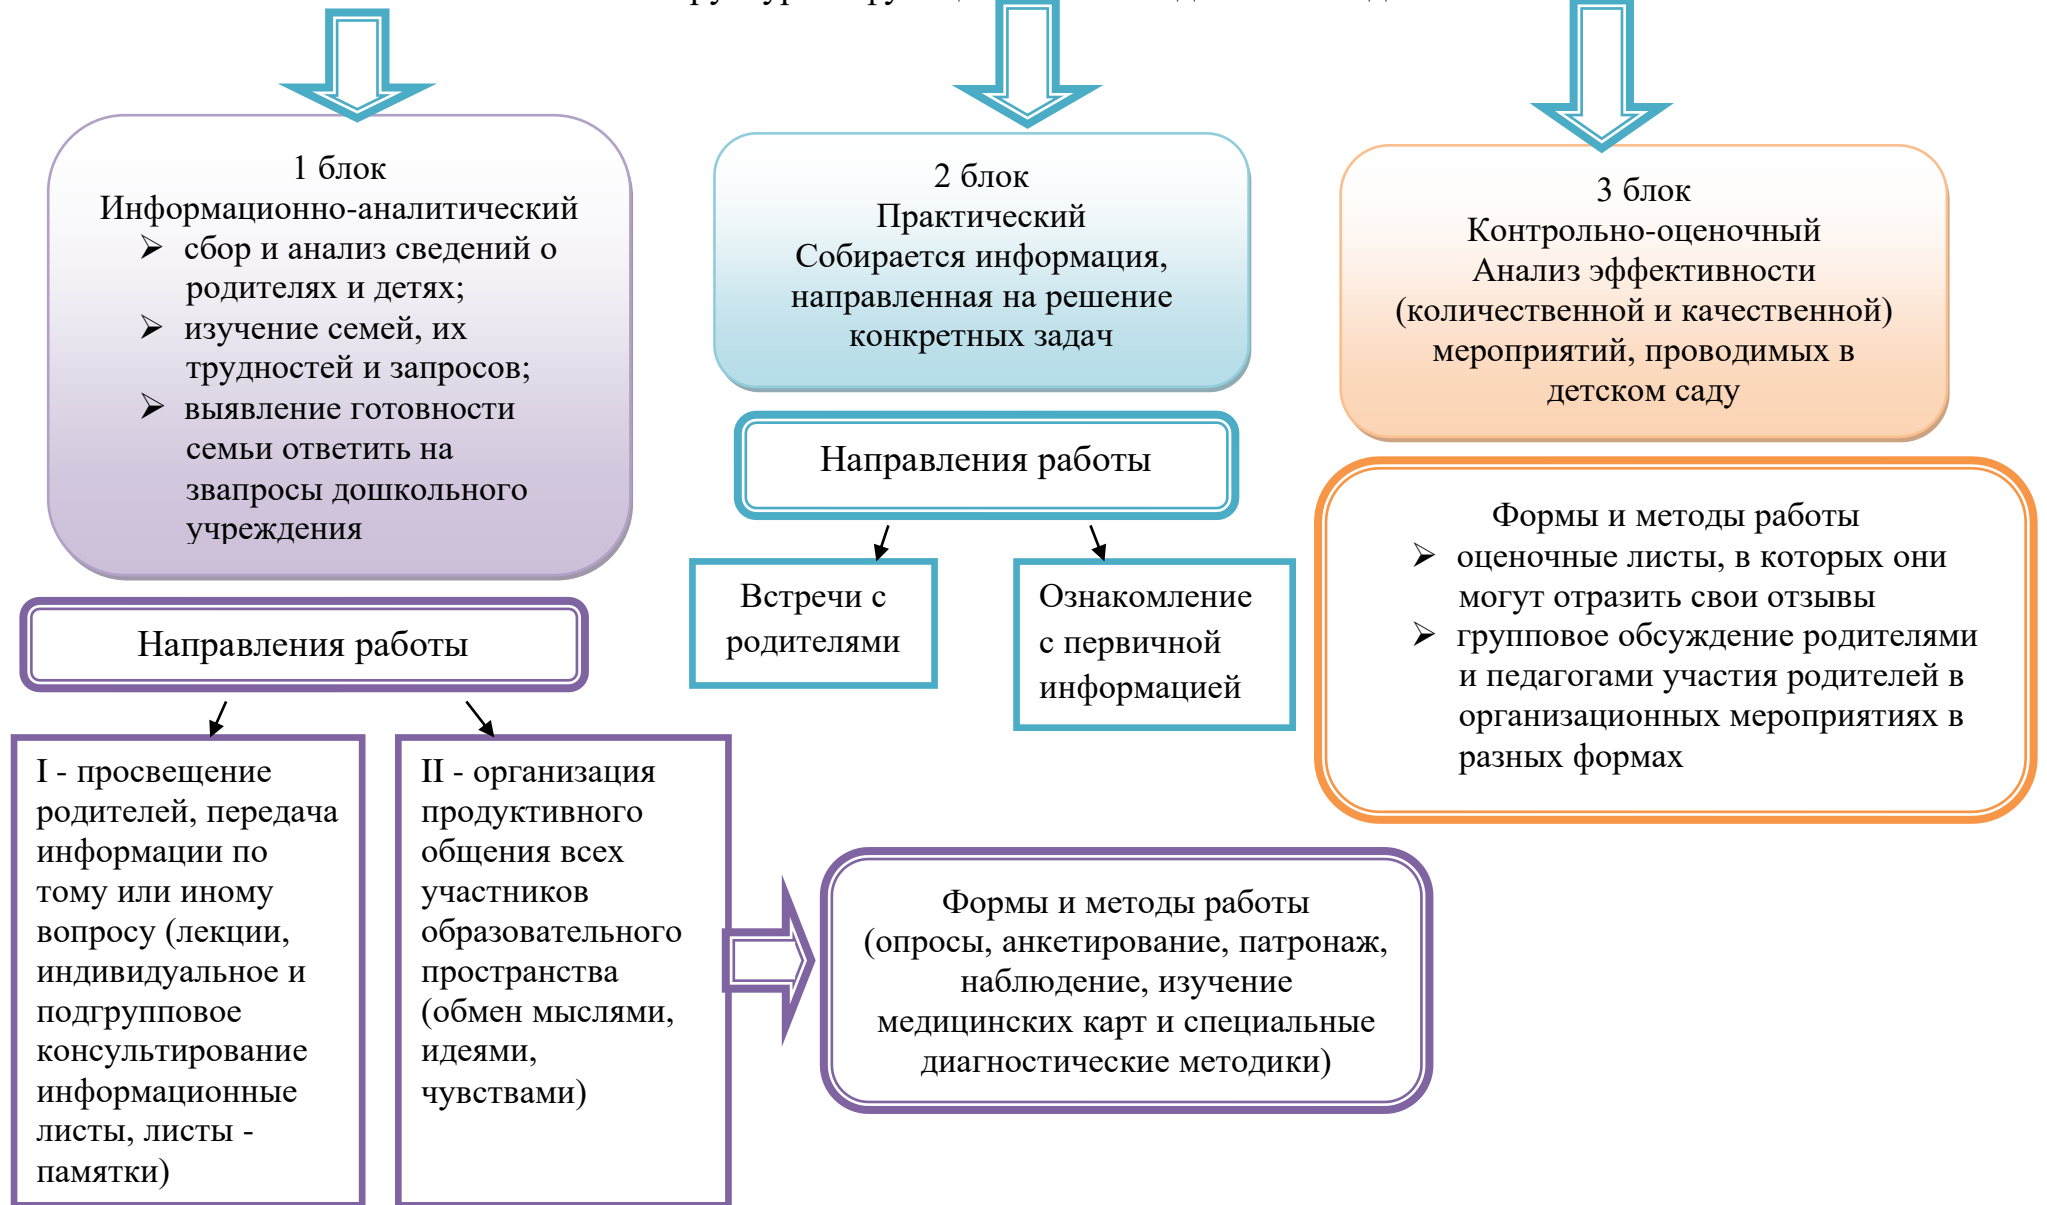 1 блок
Информационно-аналитический
➢ сбор и анализ сведений о
родителях и детях;
➢ изучение семей, их
трудностей и запросов;
➢ выявление готовности
семьи ответить на
звапросы дошкольного
учреждения
Направления работы
I - просвещение
родителей, передача
информации по
тому или иному
вопросу (лекции,
индивидуальное и
подгрупповое
консультирование
информационные
листы, листы -
памятки)
II - организация
продуктивного
общения всех
участников
образовательного
пространства
(обмен мыслями,
идеями,
чувствами)
Формы и методы работы
(опросы, анкетирование, патронаж,
наблюдение, изучение
медицинских карт и специальные
диагностические методики)
2 блок
Практический
Собирается информация,
направленная на решение
конкретных задач
Направления работы
Встречи с
родителями
Ознакомление
с первичной
информацией
3 блок
Контрольно-оценочный
Анализ эффективности
(количественной и качественной)
мероприятий, проводимых в
детском саду
Формы и методы работы
➢ оценочные листы, в которых они
могут отразить свои отзывы
➢ групповое обсуждение родителями
и педагогами участия родителей в
организационных мероприятиях в
разных формах